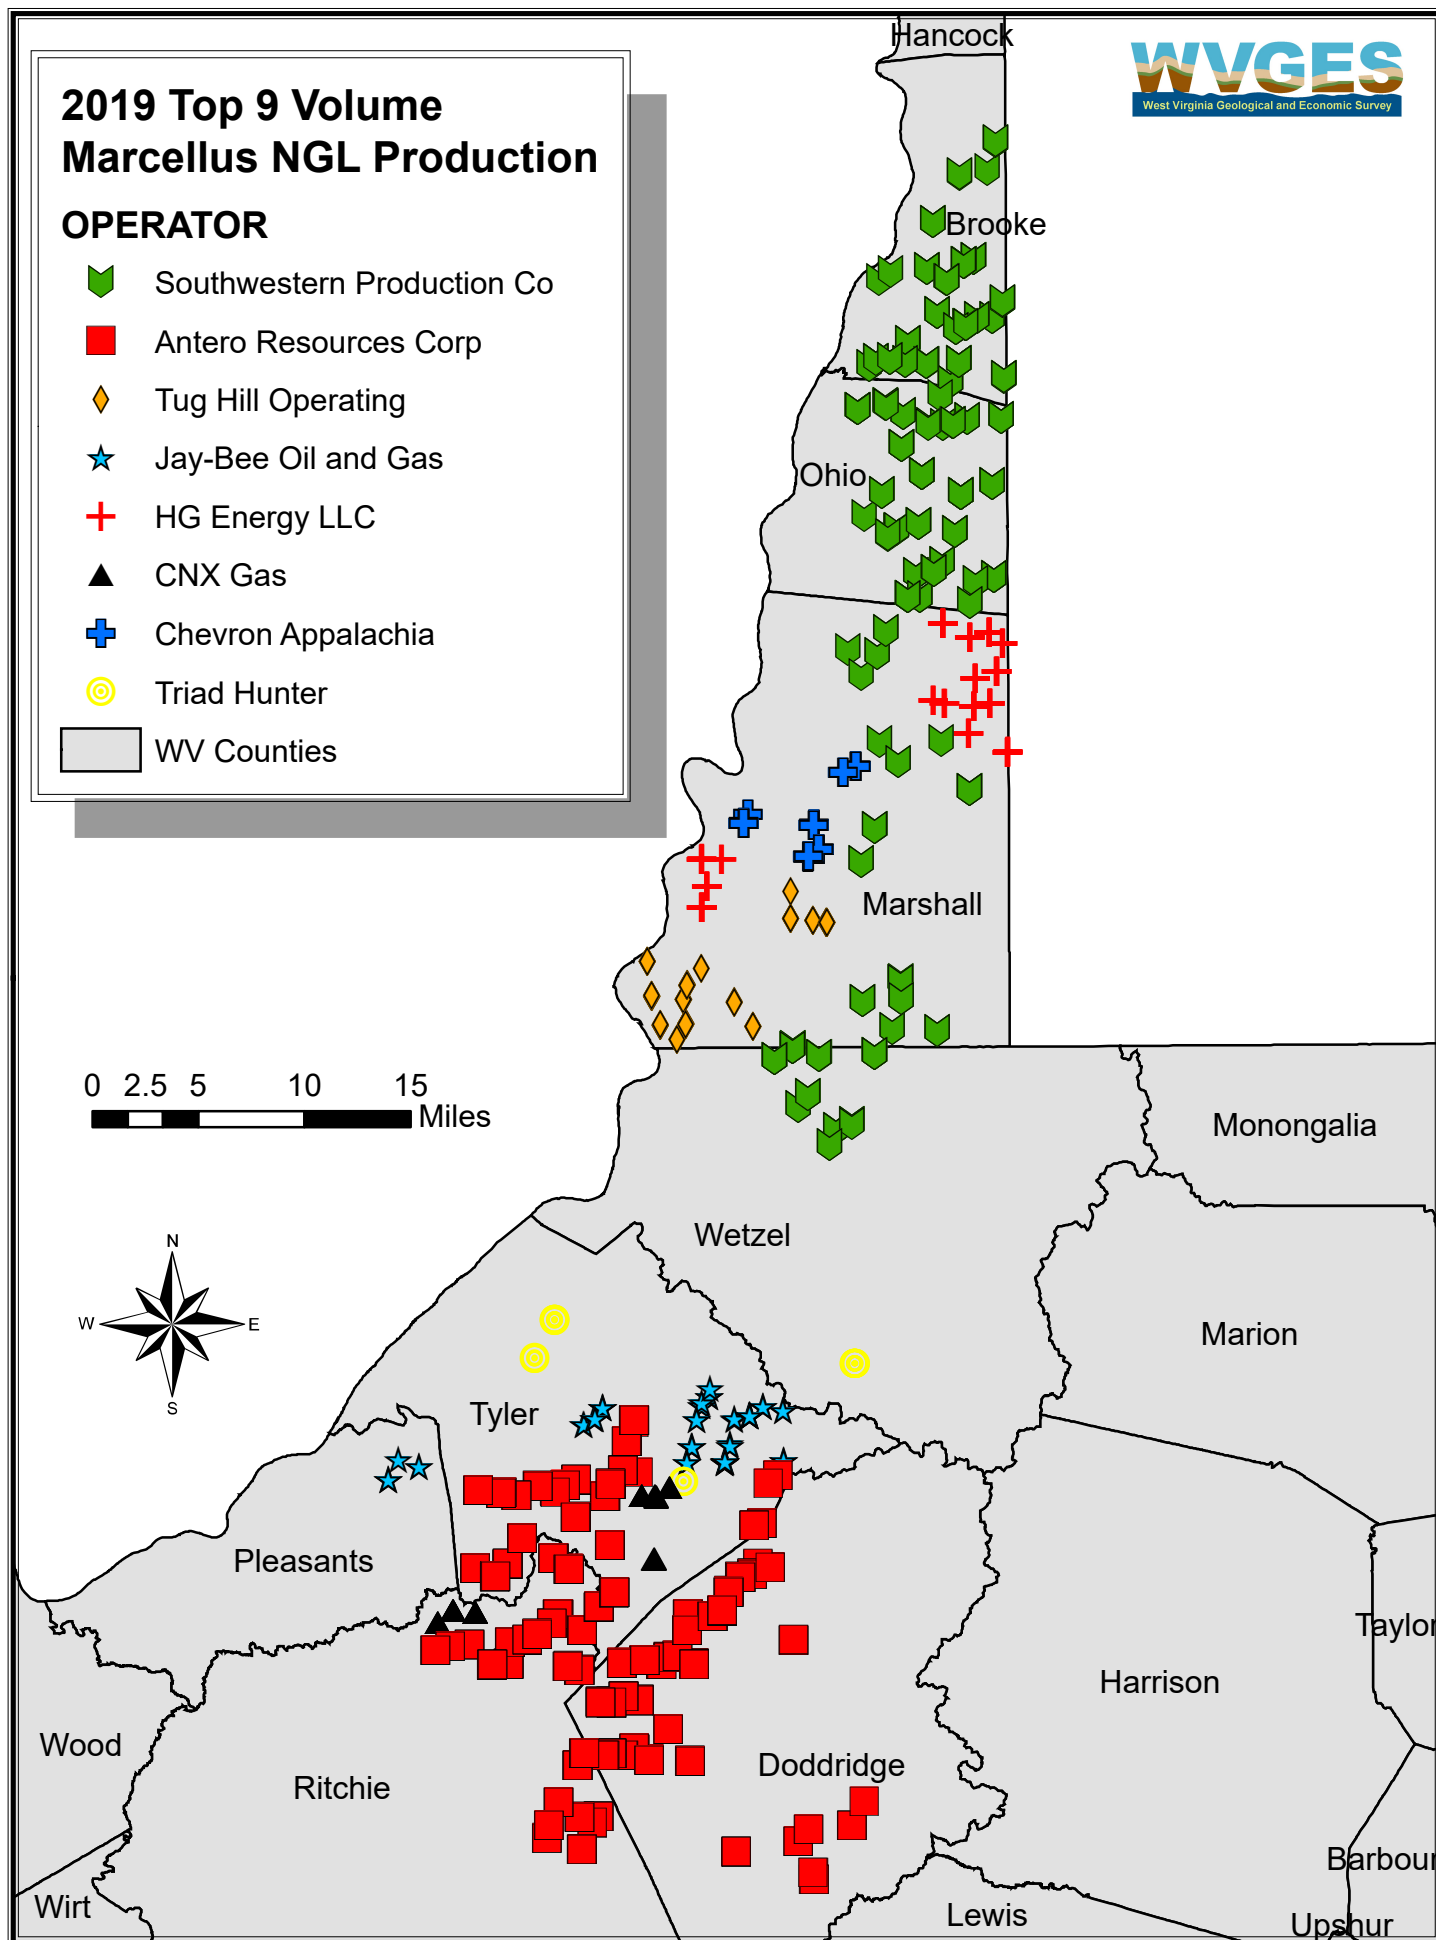 Hancock
WVGES
West Virginia Geological and Economic Survey
2019 Top 9 Volume
Marcellus NGL Production
OPERATOR
Southwestern Production Co
Antero Resources Corp
Tug Hill Operating
Jay-Bee Oil and Gas
HG Energy LLC
CNX Gas
Chevron Appalachia
Triad Hunter
WV Counties
Brooke
Ohio
Marshall
0 2.5 5 10 15
Miles
Monongalia
Wetzel
N
W E
S
Marion
Tyler
Pleasants
Taylor
Harrison
Wood
Doddridge
Ritchie
Barbour
Wirt
Lewis
Upshur